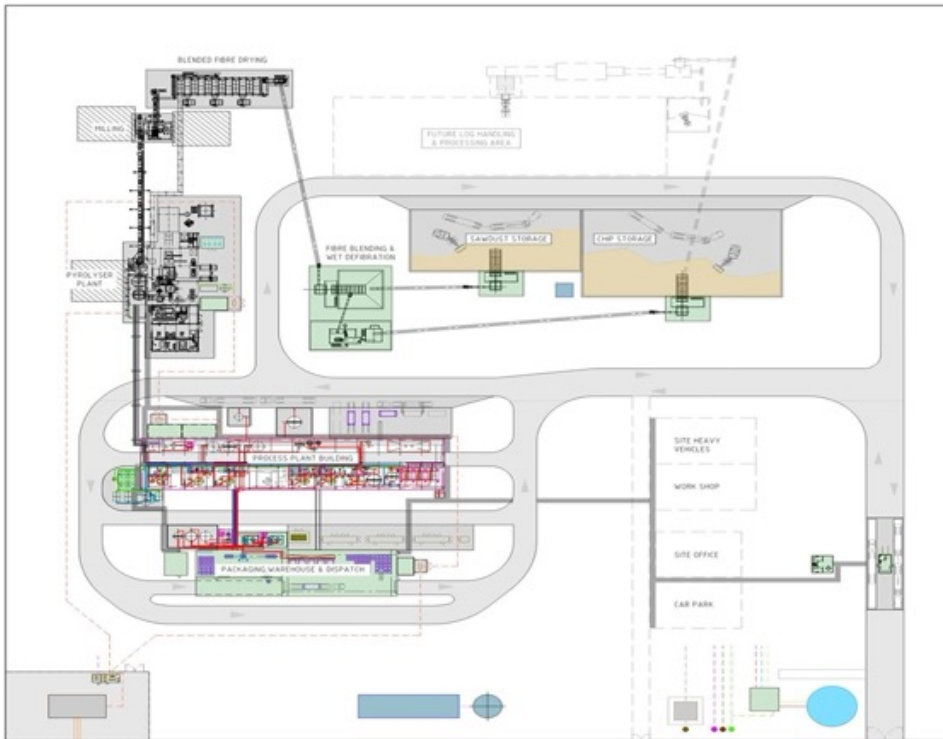 BLENDED FIBRE DRYING
MILLING
FUTURE LOG HANDLING
& PROCESSING AREA
SAWDUST STORAGE
CHIP STORAGE
FIBRE BLENDING &
WET DEFIBRATION
PYROLYSER
PLANT
PROCESS PLANT BUILDING
SITE HEAVY
VEHICLES
WORK SHOP
SITE OFFICE
PACKAGING, WAREHOUSE & DISPATCH
CAR PARK